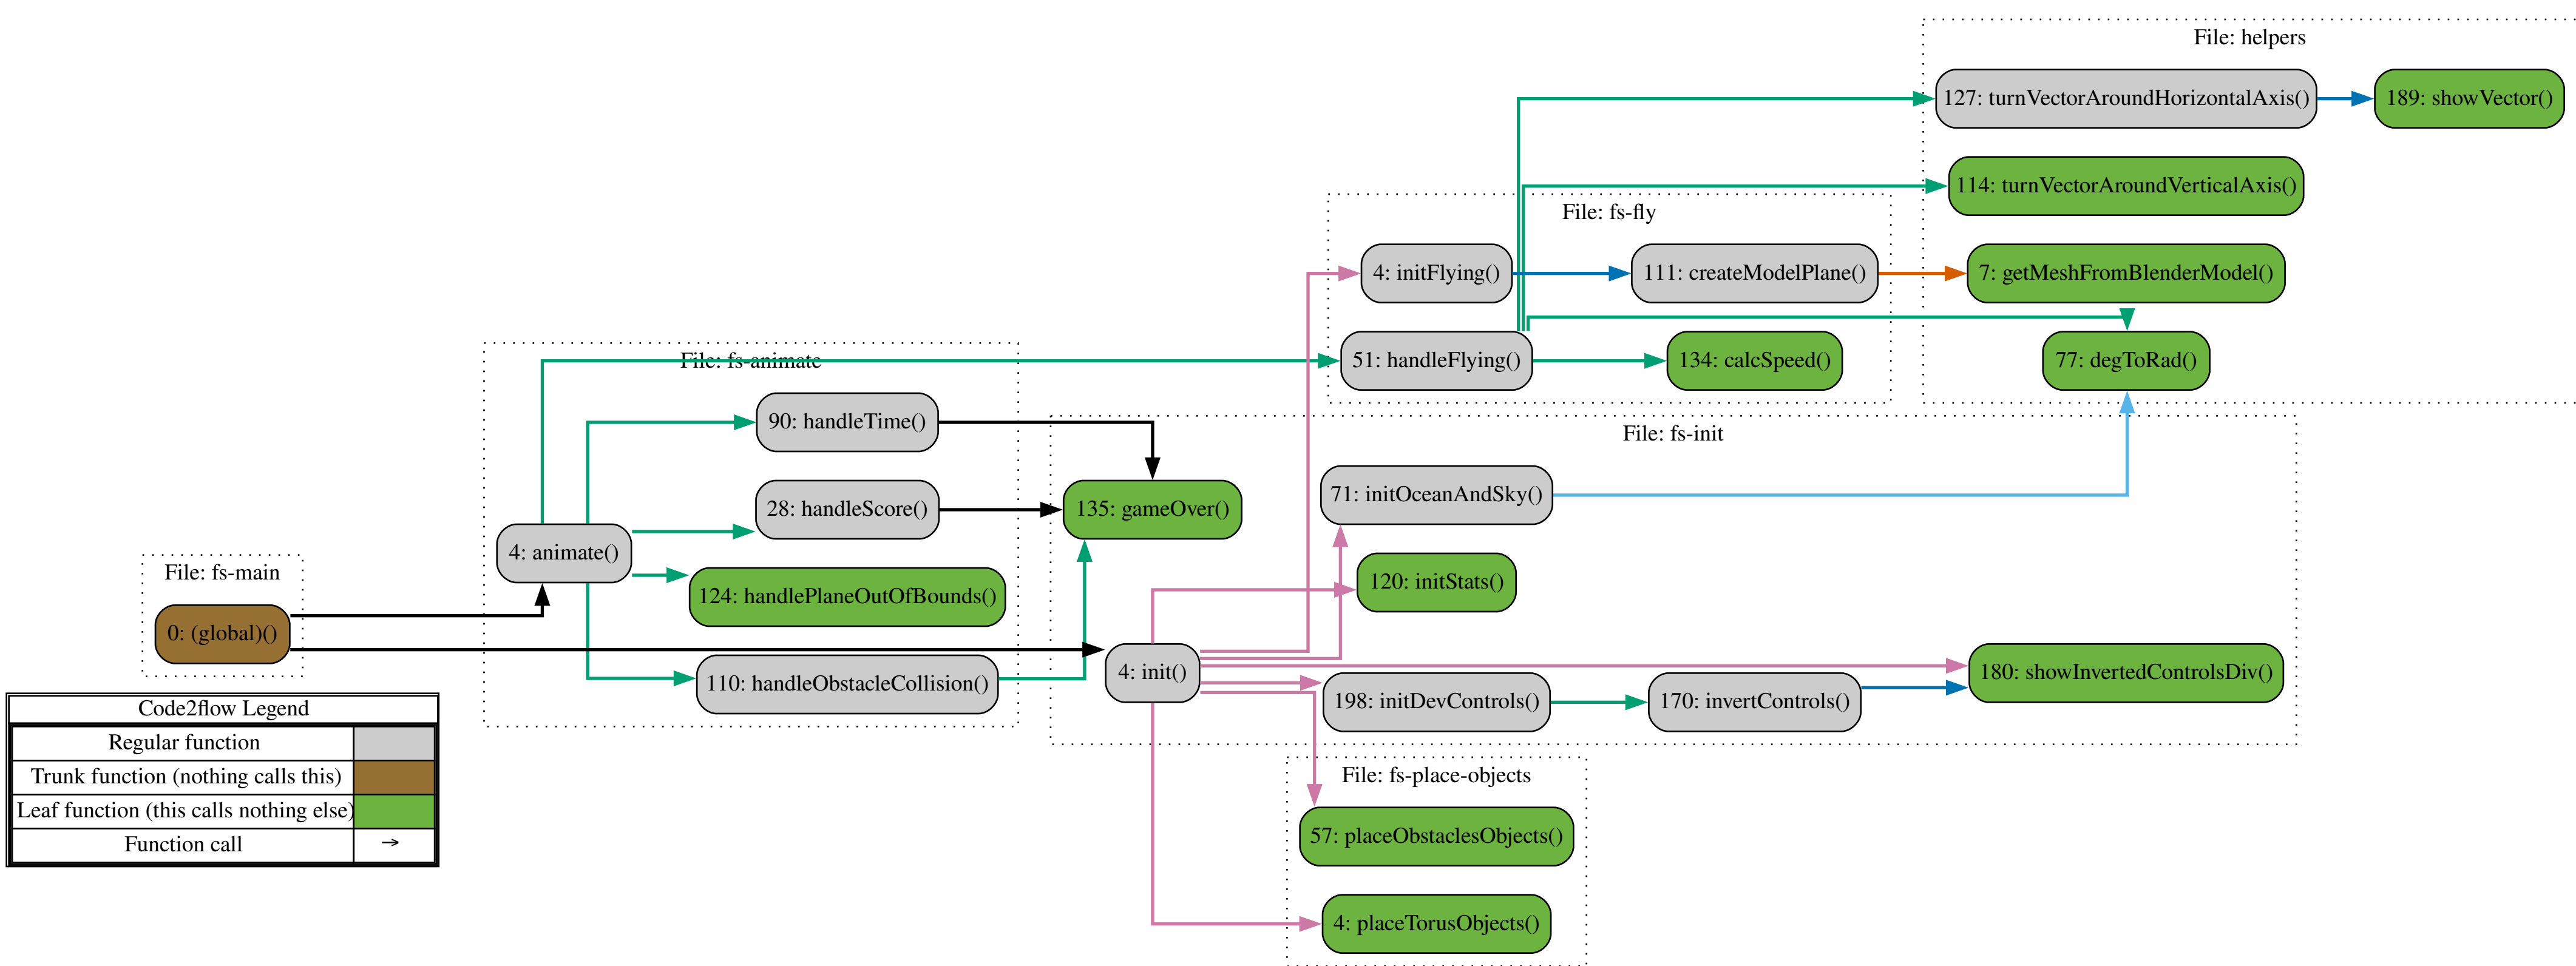 File: helpers
127: turnVectorAroundHorizontalAxis()
189: showVector()
114: turnVectorAroundVerticalAxis()
File: fs-fly
4: initFlying()
111: createModelPlane()
7: getMeshFromBlenderModel()
File: fs-animate
51: handleFlying()
134: calcSpeed()
77: degToRad()
90: handleTime()
File: fs-init
28: handleScore()
135: gameOver()
71: initOceanAndSky()
4: animate()
File: fs-main
124: handlePlaneOutOfBounds()
120: initStats()
0: (global)()
110: handleObstacleCollision()
4: init()
198: initDevControls()
170: invertControls()
180: showInvertedControlsDiv()
Code2flow Legend
Regular function
Trunk function (nothing calls this)
Leaf function (this calls nothing else)
Function call →
File: fs-place-objects
57: placeObstaclesObjects()
4: placeTorusObjects()